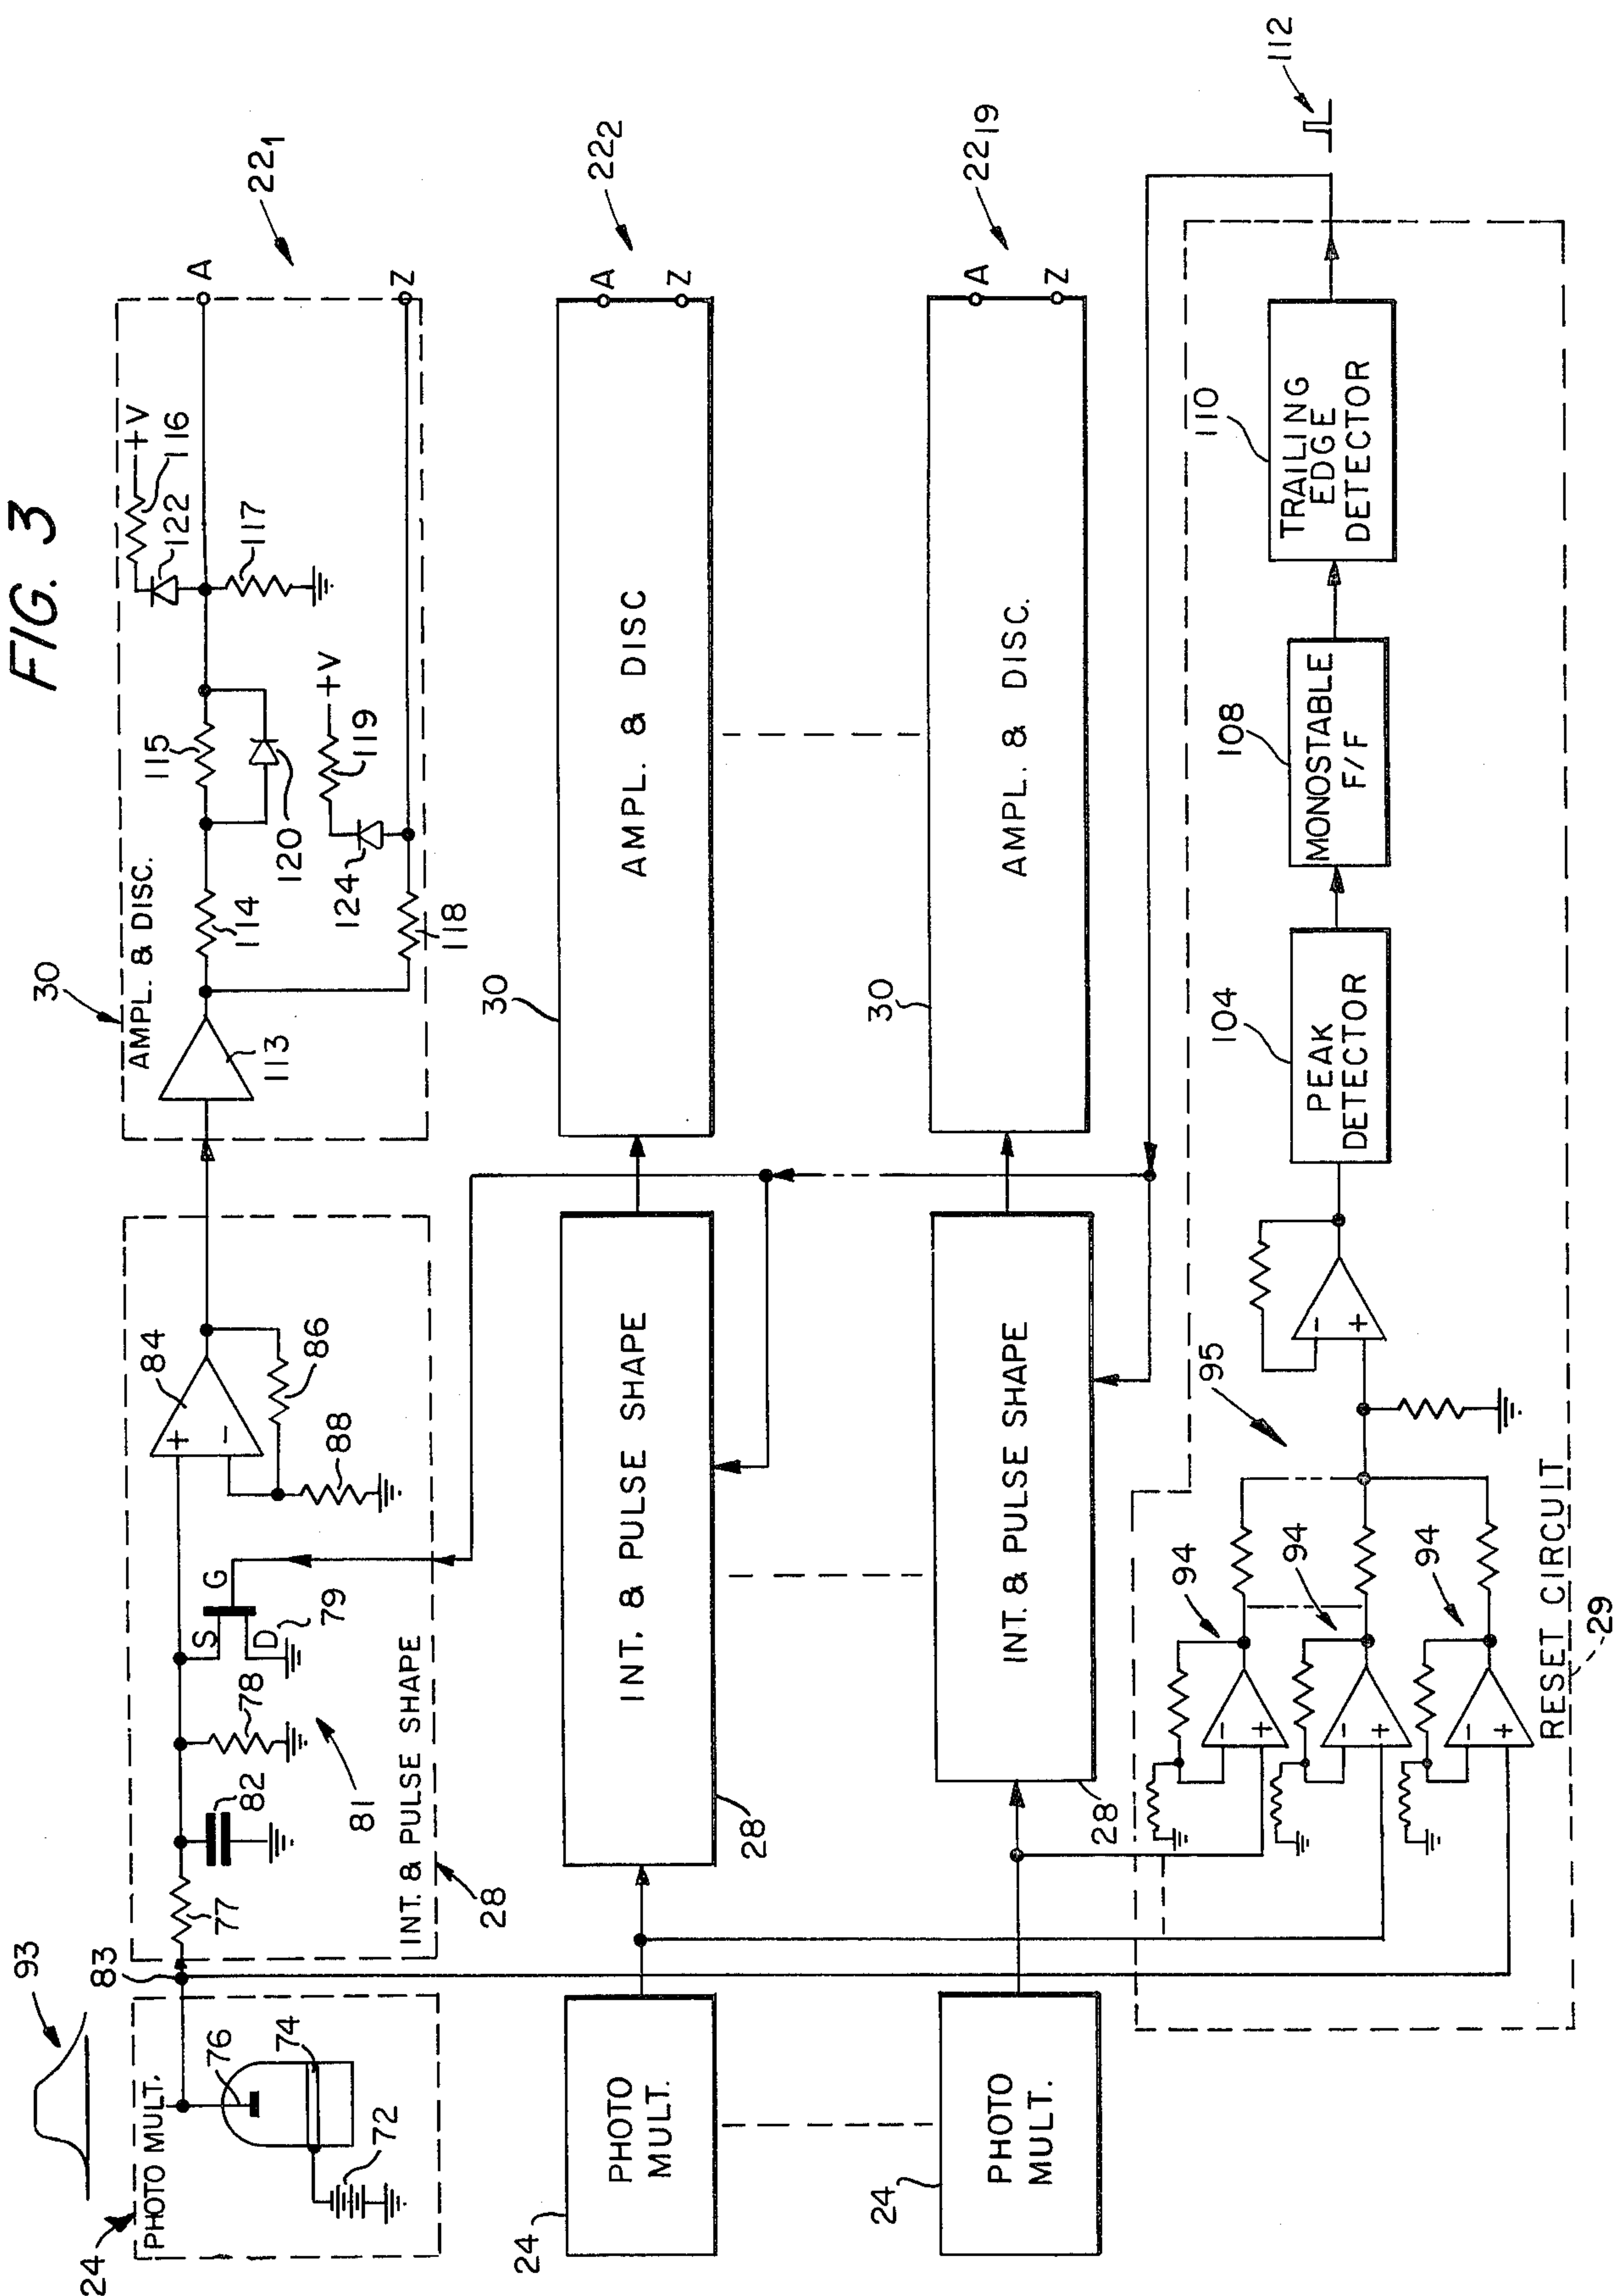 FIG. 3
93
24
PHOTO MULT.
76
74
72
83
77
82
78
81
S
D
G
79
84
+
-
86
88
INT. & PULSE SHAPE
28
30
AMPL. & DISC.
113
114
115
120
122
116
+V
117
124
119
+V
118
A
Z
22₁
24
PHOTO
MULT.
28
INT. & PULSE SHAPE
30
AMPL. & DISC
A
Z
22₂
24
PHOTO
MULT.
28
INT. & PULSE SHAPE
30
AMPL. & DISC.
A
Z
22₁₉
94
-
+
94
-
+
94
-
+
95
-
+
104
PEAK
DETECTOR
108
MONOSTABLE
F/F
110
TRAILING
EDGE
DETECTOR
112
RESET CIRCUIT
29